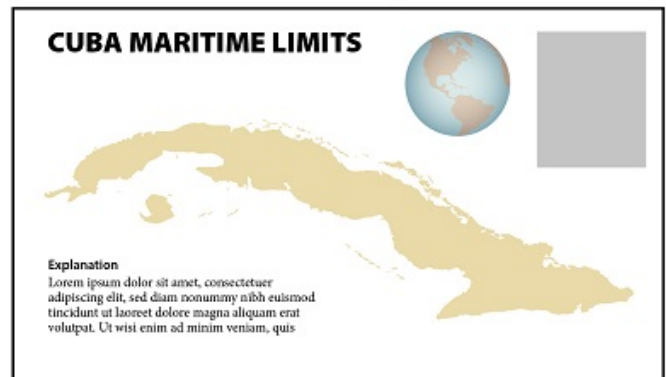 CUBA MARITIME LIMITS
Explanation
Lorem ipsum dolor sit amet, consectetuer
adipiscing elit, sed diam nonummy nibh euismod
tincidunt ut laoreet dolore magna aliquam erat
volutpat. Ut wisi enim ad minim veniam, quis